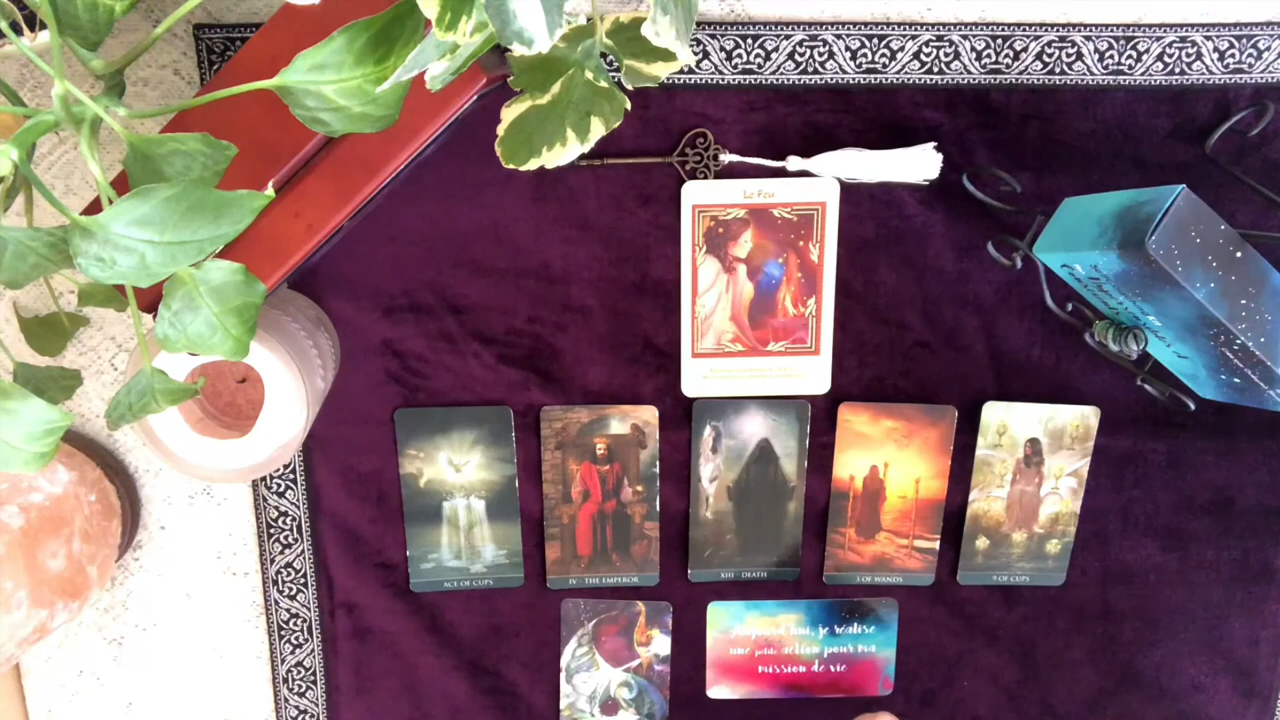 Le Feu
ACE OF CUPS
IV - THE EMPEROR
XIII - DEATH
3 OF WANDS
9 OF CUPS
Aujourd'hui, je réalise
une petite action pour ma
mission de vie